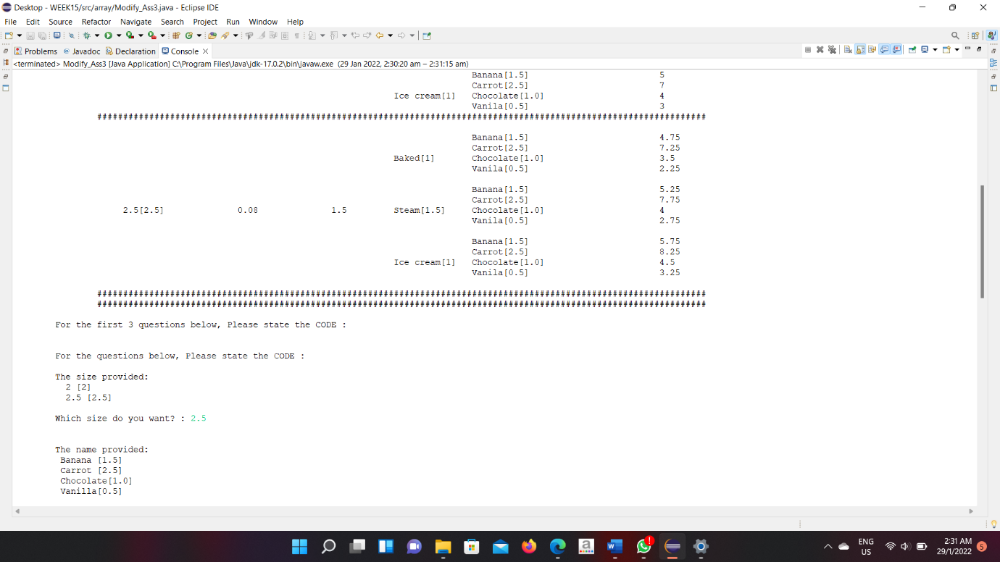 Desktop - WEEK15/src/array/Modify_Ass3.java - Eclipse IDE
File Edit Source Refactor Navigate Search Project Run Window Help
Problems @ Javadoc Declaration Console
<terminated> Modify_Ass3 [Java Application] C:\Program Files\Java\jdk-17.0.2\bin\javaw.exe (29 Jan 2022, 2:30:20 am – 2:31:15 am)
Banana[1.5] 5
Carrot[2.5] 7
Ice cream[1] Chocolate[1.0] 4
Vanila[0.5] 3
#####################################################################################################################
Banana[1.5] 4.75
Carrot[2.5] 7.25
Baked[1] Chocolate[1.0] 3.5
Vanila[0.5] 2.25
Banana[1.5] 5.25
Carrot[2.5] 7.75
2.5[2.5] 0.08 1.5 Steam[1.5] Chocolate[1.0] 4
Vanila[0.5] 2.75
Banana[1.5] 5.75
Carrot[2.5] 8.25
Ice cream[1] Chocolate[1.0] 4.5
Vanila[0.5] 3.25
#####################################################################################################################
#####################################################################################################################
For the first 3 questions below, Please state the CODE :
For the questions below, Please state the CODE :
The size provided:
2 [2]
2.5 [2.5]
Which size do you want? : 2.5
The name provided:
Banana [1.5]
Carrot [2.5]
Chocolate[1.0]
Vanilla[0.5]
ENG
US
2:31 AM
29/1/2022
5